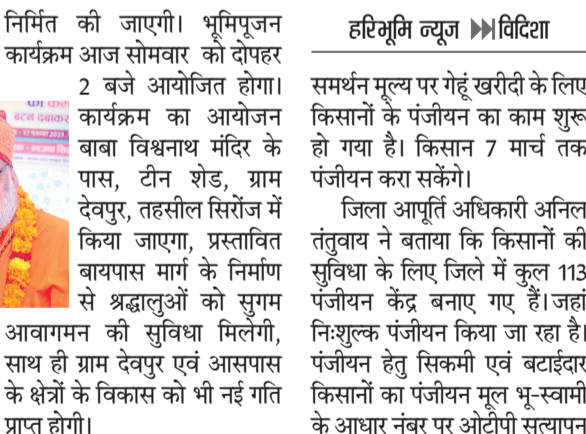 निर्मित की जाएगी। भूमिपूजन
कार्यक्रम आज सोमवार को दोपहर
2 बजे आयोजित होगा।
कार्यक्रम का आयोजन
बाबा विश्वनाथ मंदिर के
पास, टीन शेड, ग्राम
देवपुर, तहसील सिरोंज में
किया जाएगा, प्रस्तावित
बायपास मार्ग के निर्माण
से श्रद्धालुओं को सुगम
आवागमन की सुविधा मिलेगी,
साथ ही ग्राम देवपुर एवं आसपास
के क्षेत्रों के विकास को भी नई गति
प्राप्त होगी।
हरिभूमि न्यूज विदिशा
समर्थन मूल्य पर गेहूं खरीदी के लिए
किसानों के पंजीयन का काम शुरू
हो गया है। किसान 7 मार्च तक
पंजीयन करा सकेंगे।
जिला आपूर्ति अधिकारी अनिल
तंतुवाय ने बताया कि किसानों की
सुविधा के लिए जिले में कुल 113
पंजीयन केंद्र बनाए गए हैं। जहां
निःशुल्क पंजीयन किया जा रहा है।
पंजीयन हेतु सिकमी एवं बटाईदार
किसानों का पंजीयन मूल भू-स्वामी
के आधार नंबर पर ओटीपी सत्यापन